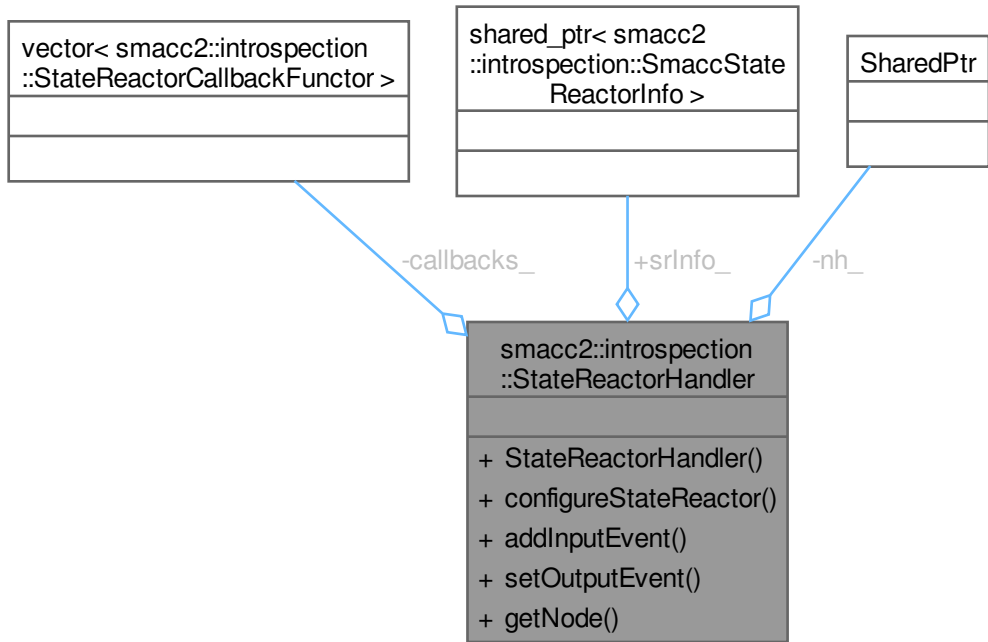 vector< smacc2::introspection
::StateReactorCallbackFunctor >
shared_ptr< smacc2
::introspection::SmaccState
ReactorInfo >
SharedPtr
-callbacks_
+srInfo_
-nh_
smacc2::introspection
::StateReactorHandler
+ StateReactorHandler()
+ configureStateReactor()
+ addInputEvent()
+ setOutputEvent()
+ getNode()